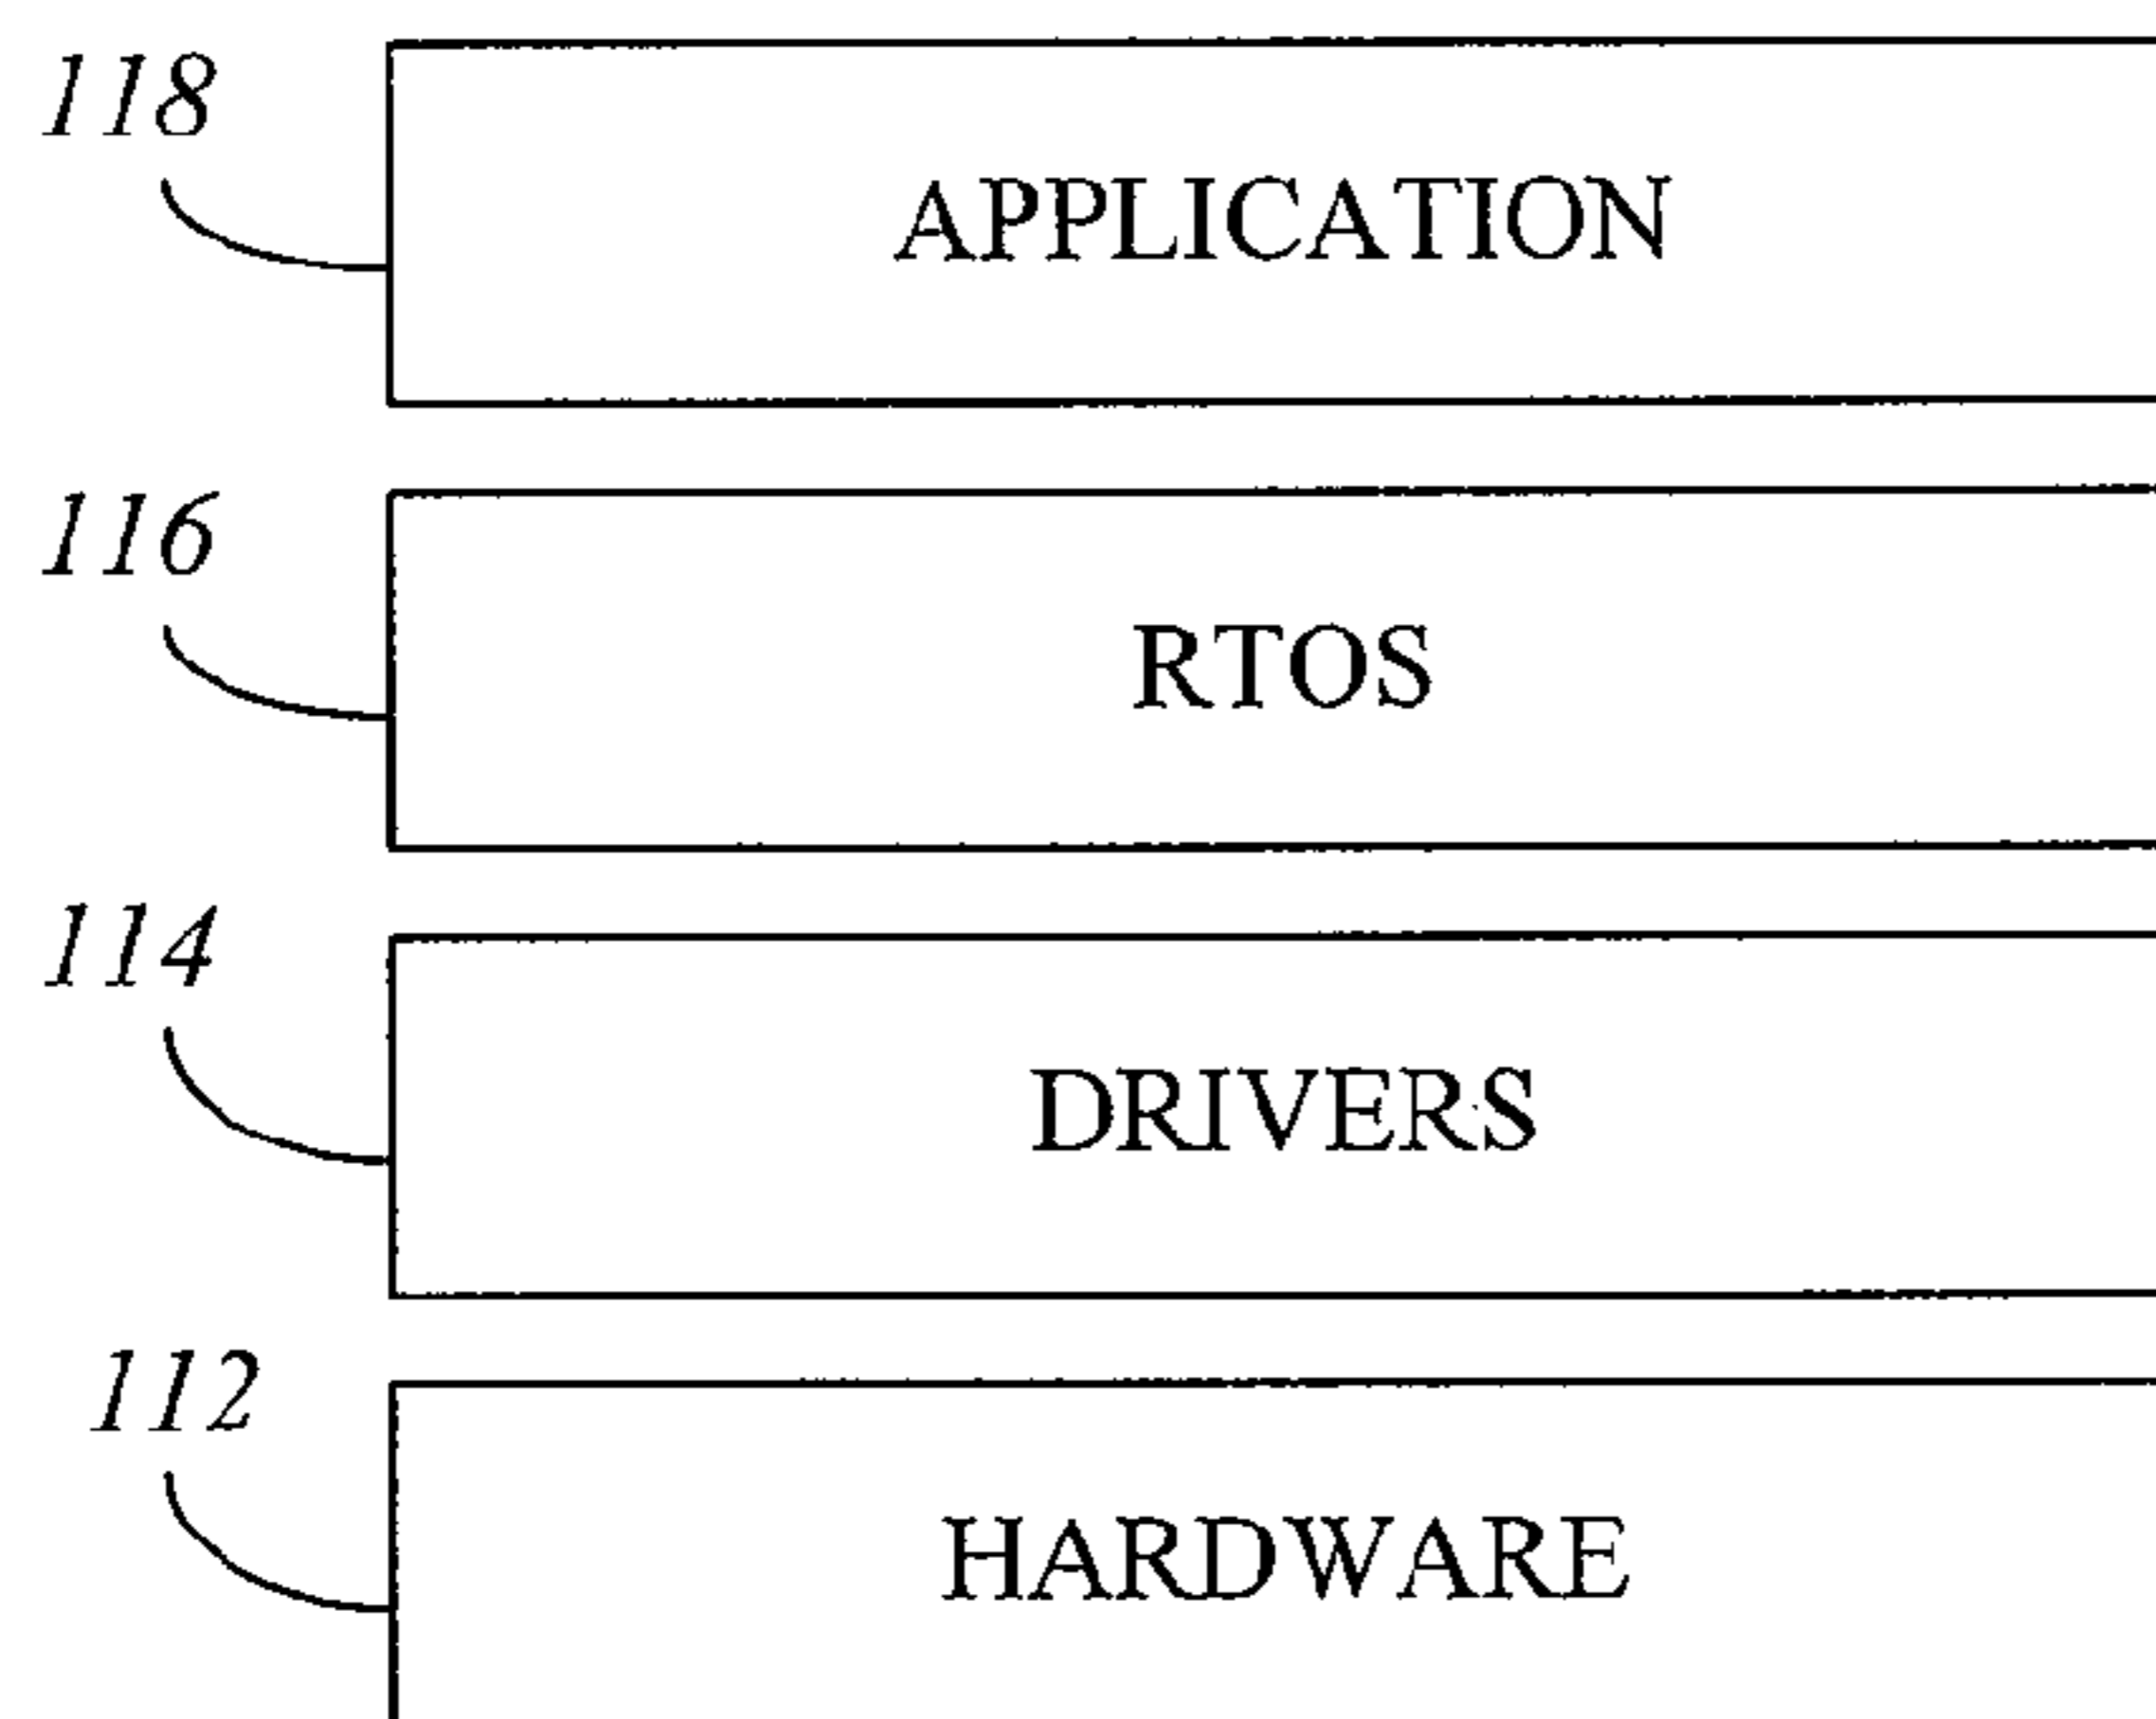 118
APPLICATION
116
RTOS
114
DRIVERS
112
HARDWARE